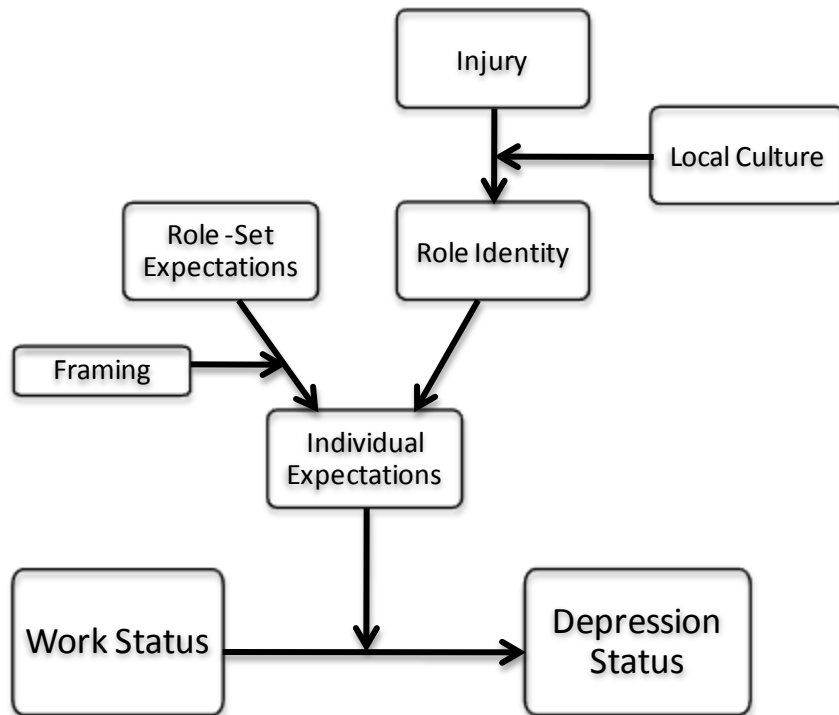 Injury
Local Culture
Role -Set
Expectations
Role Identity
Framing
Individual
Expectations
Work Status
Depression
Status